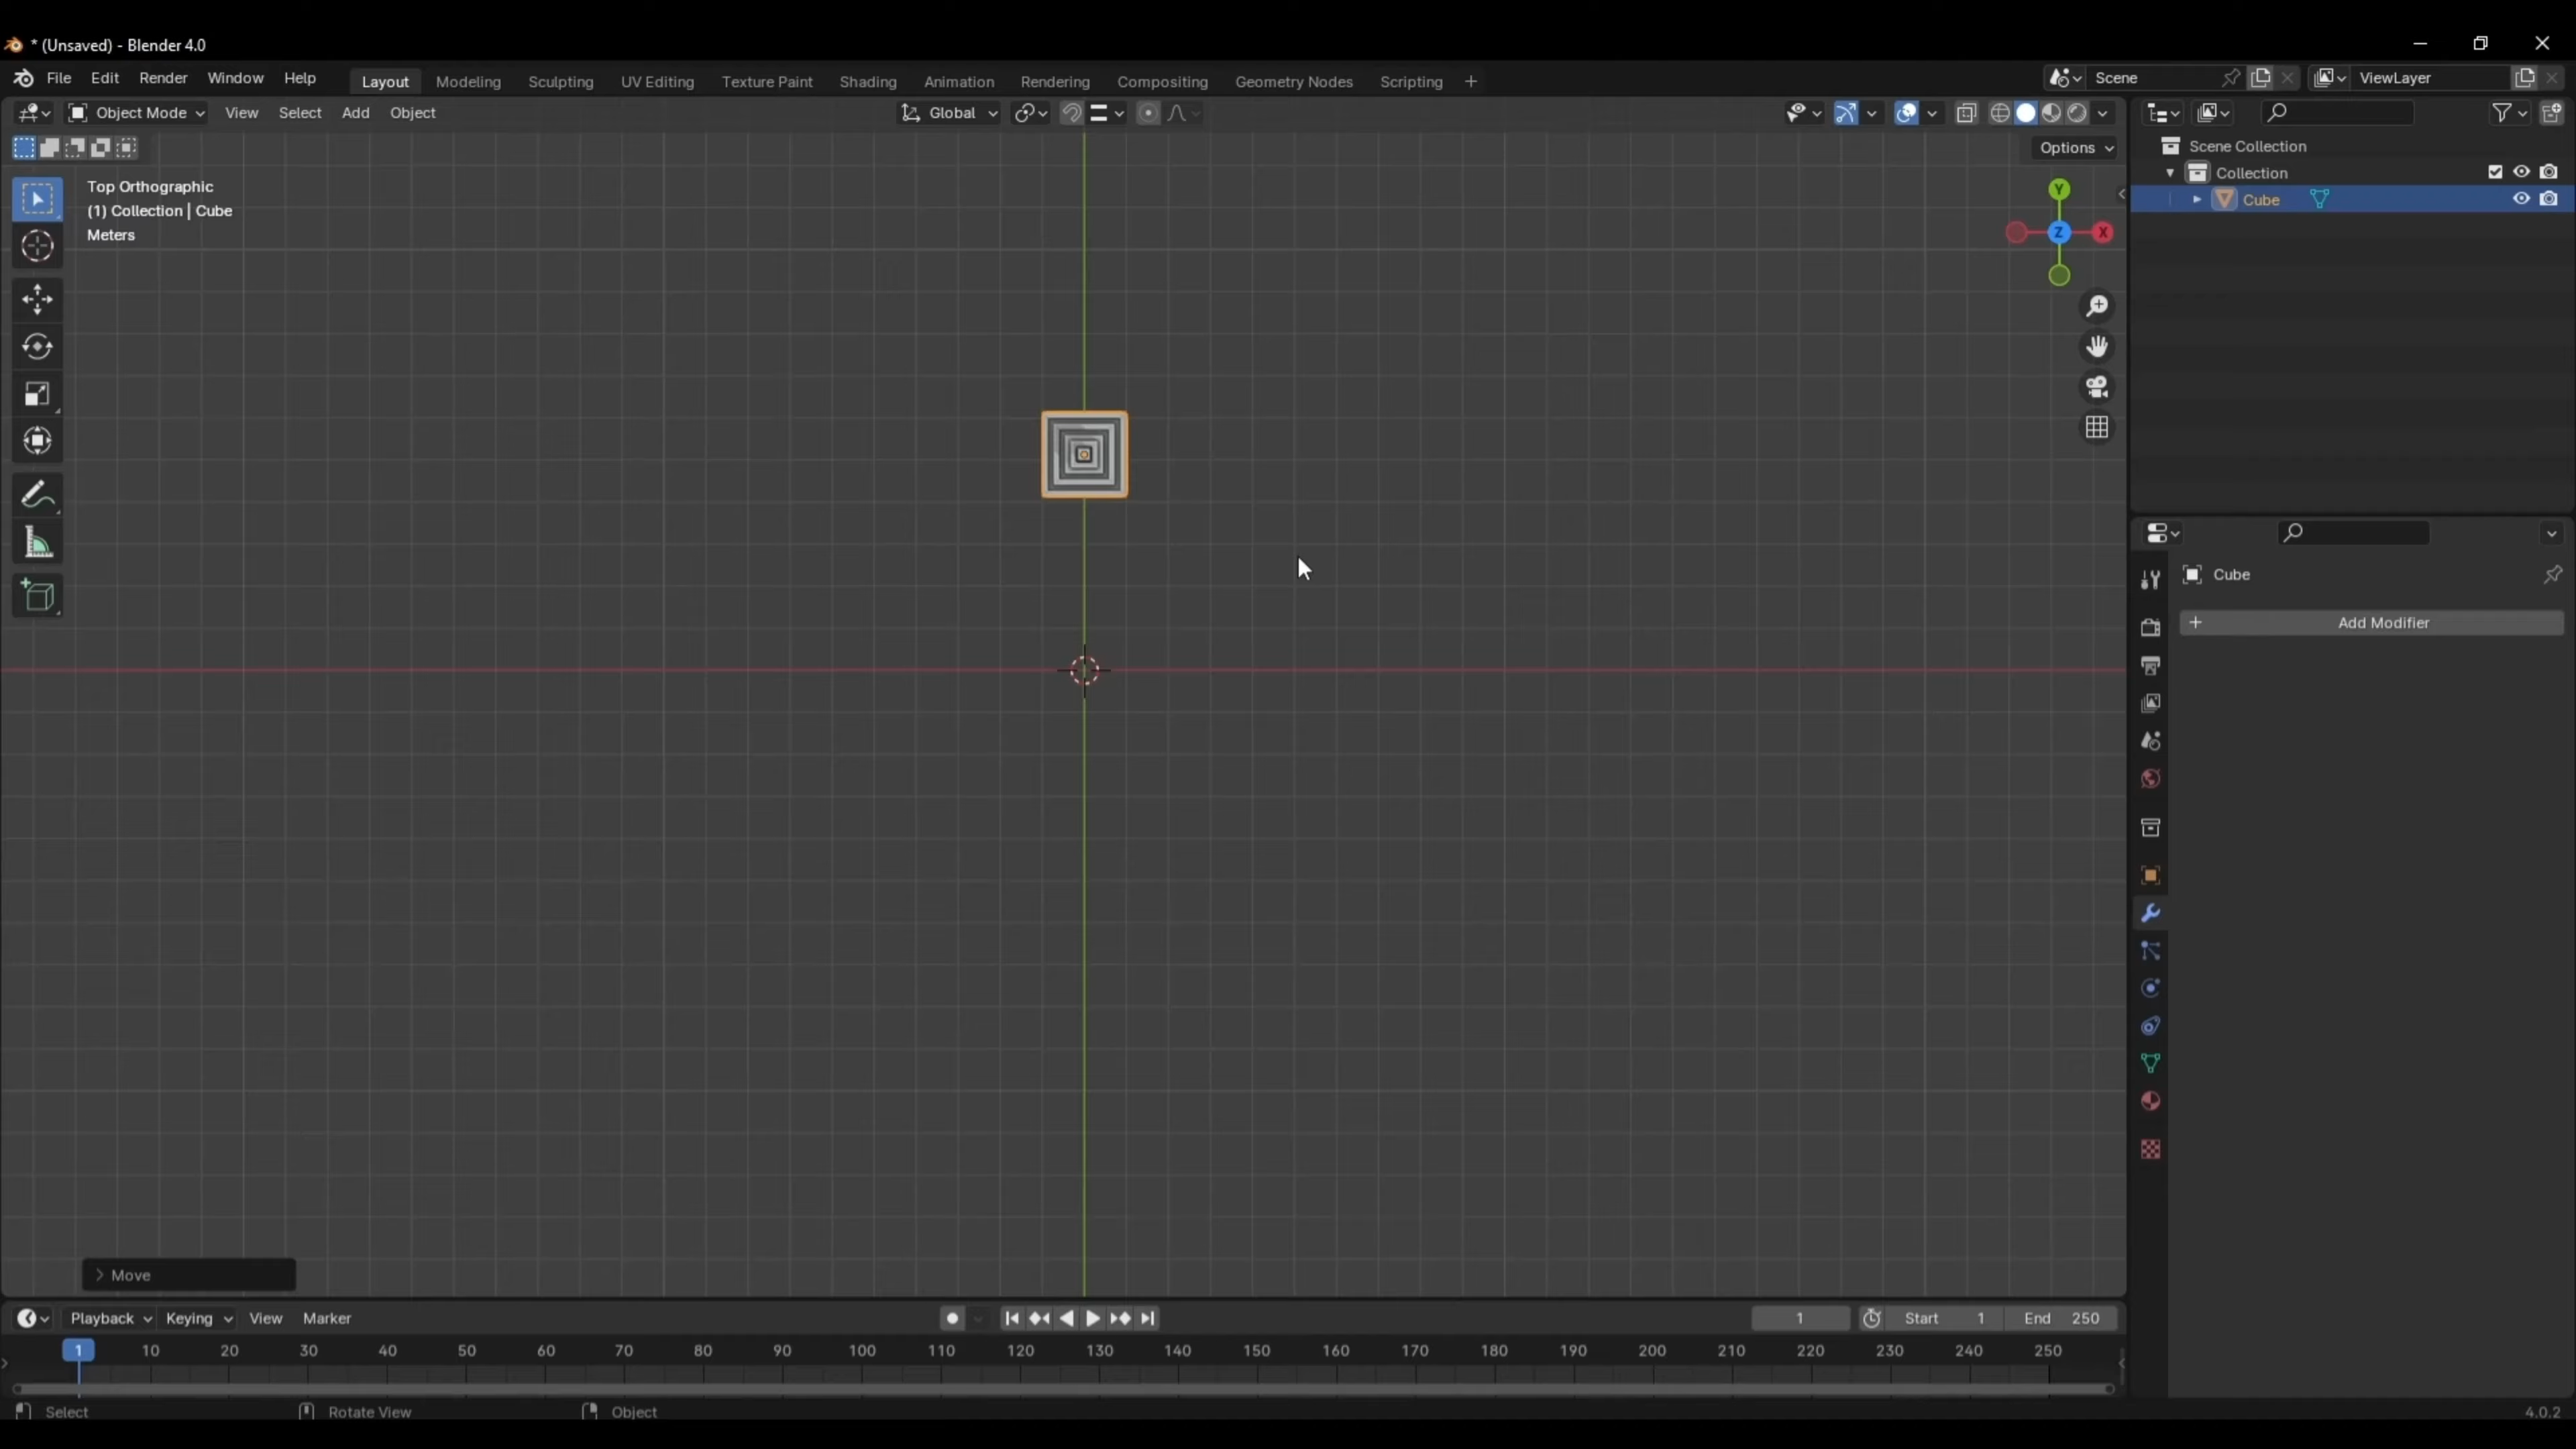 * (Unsaved) - Blender 4.0
File Edit Render Window Help Layout Modeling Sculpting UV Editing Texture Paint Shading Animation Rendering Compositing Geometry Nodes Scripting + Scene ViewLayer
Object Mode View Select Add Object Global
Options
Top Orthographic
(1) Collection | Cube
Meters
Y
Z X
Scene Collection
Collection
Cube
Cube
+ Add Modifier
> Move
Playback Keying View Marker 1 Start 1 End 250
1 10 20 30 40 50 60 70 80 90 100 110 120 130 140 150 160 170 180 190 200 210 220 230 240 250
Select Rotate View Object 4.0.2